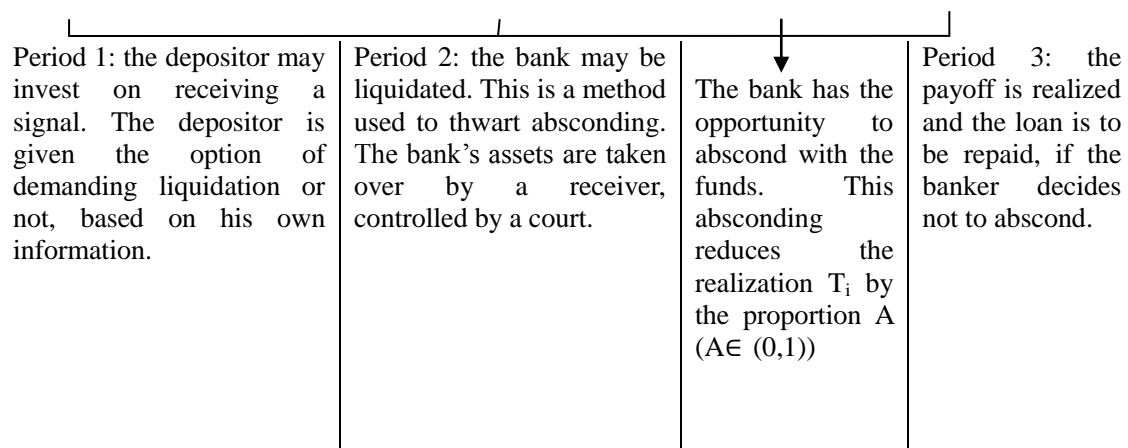 Period 1: the depositor may
invest on receiving a
signal. The depositor is
given the option of
demanding liquidation or
not, based on his own
information.
Period 2: the bank may be
liquidated. This is a method
used to thwart absconding.
The bank’s assets are taken
over by a receiver,
controlled by a court.
The bank has the
opportunity to
abscond with the
funds. This
absconding
reduces the
realization Tᵢ by
the proportion A
(A∈ (0,1))
Period 3: the
payoff is realized
and the loan is to
be repaid, if the
banker decides
not to abscond.